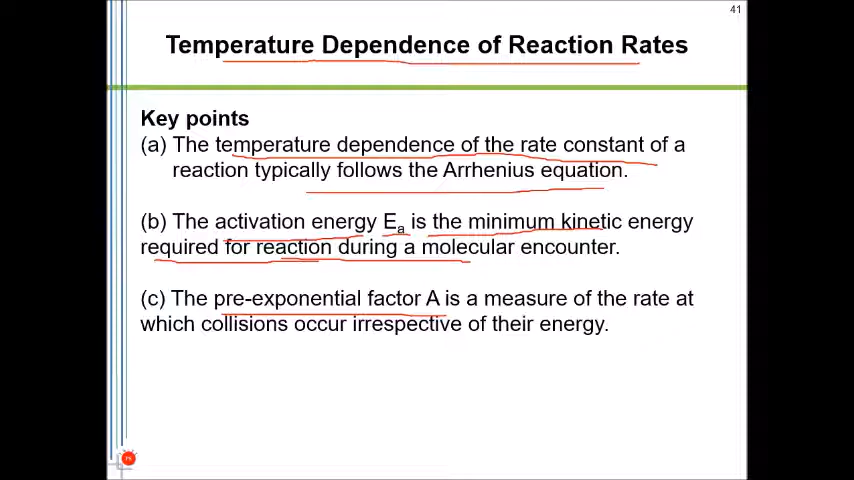 41
Temperature Dependence of Reaction Rates
Key points
(a) The temperature dependence of the rate constant of a
reaction typically follows the Arrhenius equation.
(b) The activation energy Eₐ is the minimum kinetic energy
required for reaction during a molecular encounter.
(c) The pre-exponential factor A is a measure of the rate at
which collisions occur irrespective of their energy.